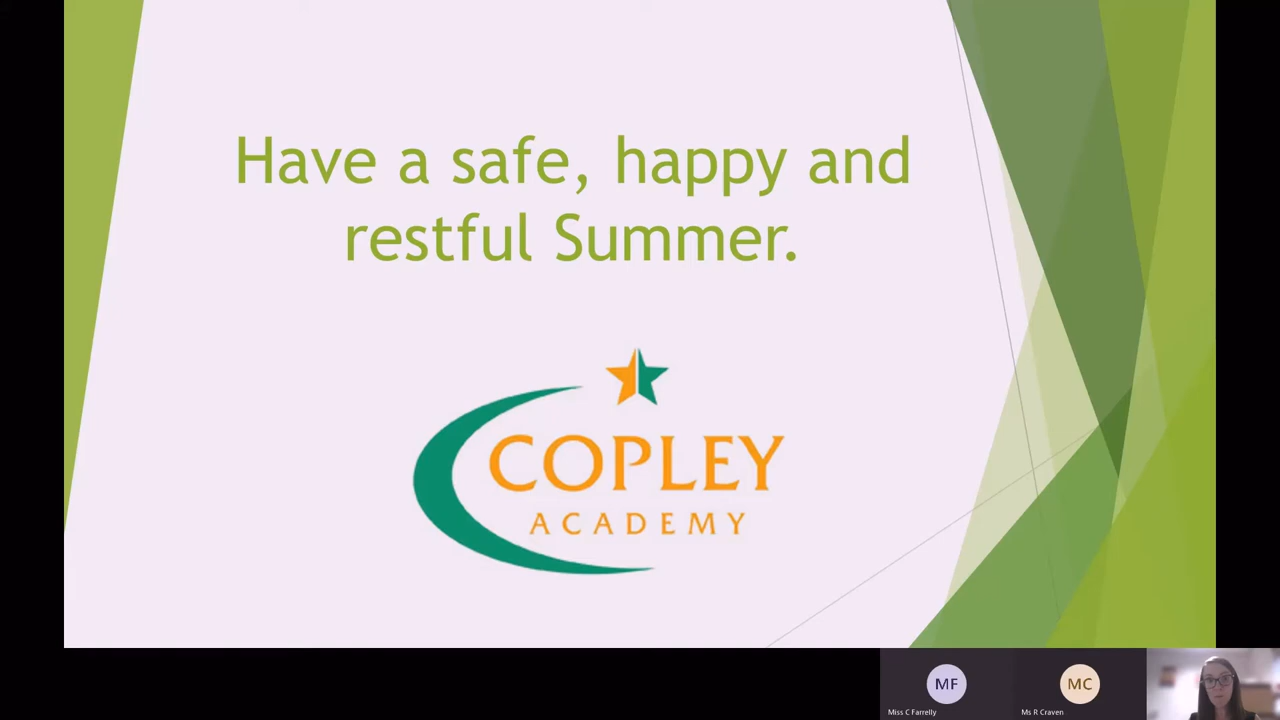 Have a safe, happy and
restful Summer.
COPLEY
ACADEMY
MF
Miss C Farrelly
MC
Ms R Craven